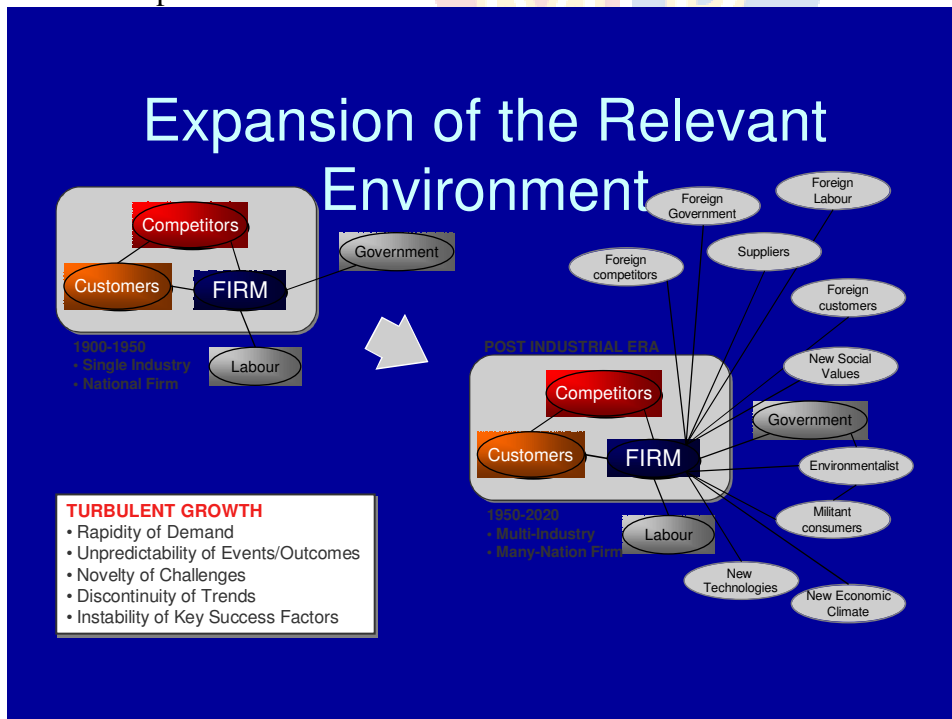 Expansion of the Relevant
Environment
Competitors
Customers
FIRM
Government
Labour
1900-1950
• Single Industry
• National Firm
Foreign
Government
Foreign
Labour
Foreign
competitors
Suppliers
Foreign
customers
POST INDUSTRIAL ERA
New Social
Values
Competitors
Government
Customers
FIRM
Environmentalist
Militant
consumers
1950-2020
• Multi-Industry
• Many-Nation Firm
Labour
New
Technologies
New Economic
Climate
TURBULENT GROWTH
• Rapidity of Demand
• Unpredictability of Events/Outcomes
• Novelty of Challenges
• Discontinuity of Trends
• Instability of Key Success Factors